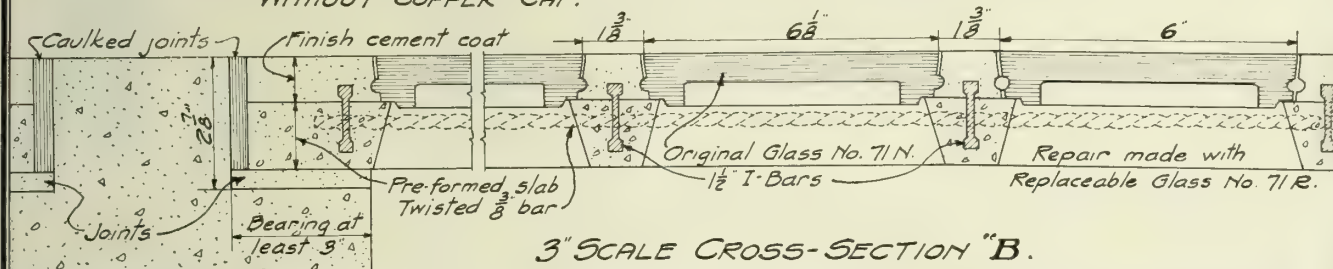 WITHOUT COPPER CAP.
Caulked joints
Finish cement coat
1 3/8"
6 1/8"
1 3/8"
6"
2 7/8"
Original Glass No. 71 N.
1 1/2" I-Bars
Repair made with
Replaceable Glass No. 71 R.
Pre-formed slab
Twisted 3/8" bar
Joints
Bearing at
least 3"
3" SCALE CROSS-SECTION "B.